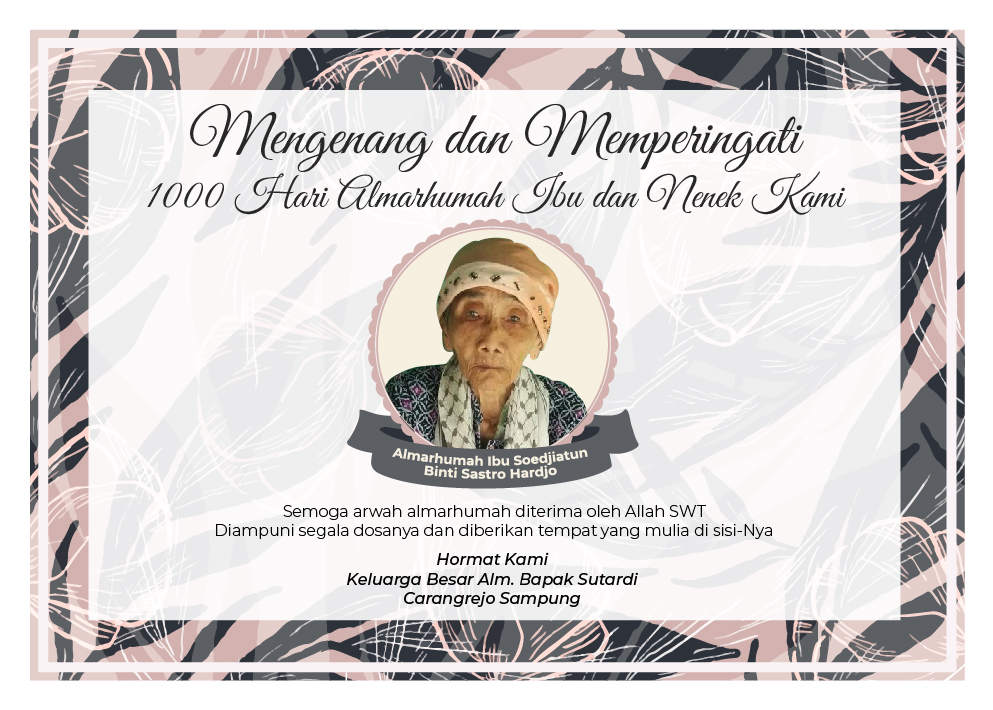 Mengenang dan Memperingati
1000 Hari Almarhumah Ibu dan Nenek Kami
Almarhumah Ibu Soedjiatun
Binti Sastro Hardjo
Semoga arwah almarhumah diterima oleh Allah SWT
Diampuni segala dosanya dan diberikan tempat yang mulia di sisi-Nya
Hormat Kami
Keluarga Besar Alm. Bapak Sutardi
Carangrejo Sampung